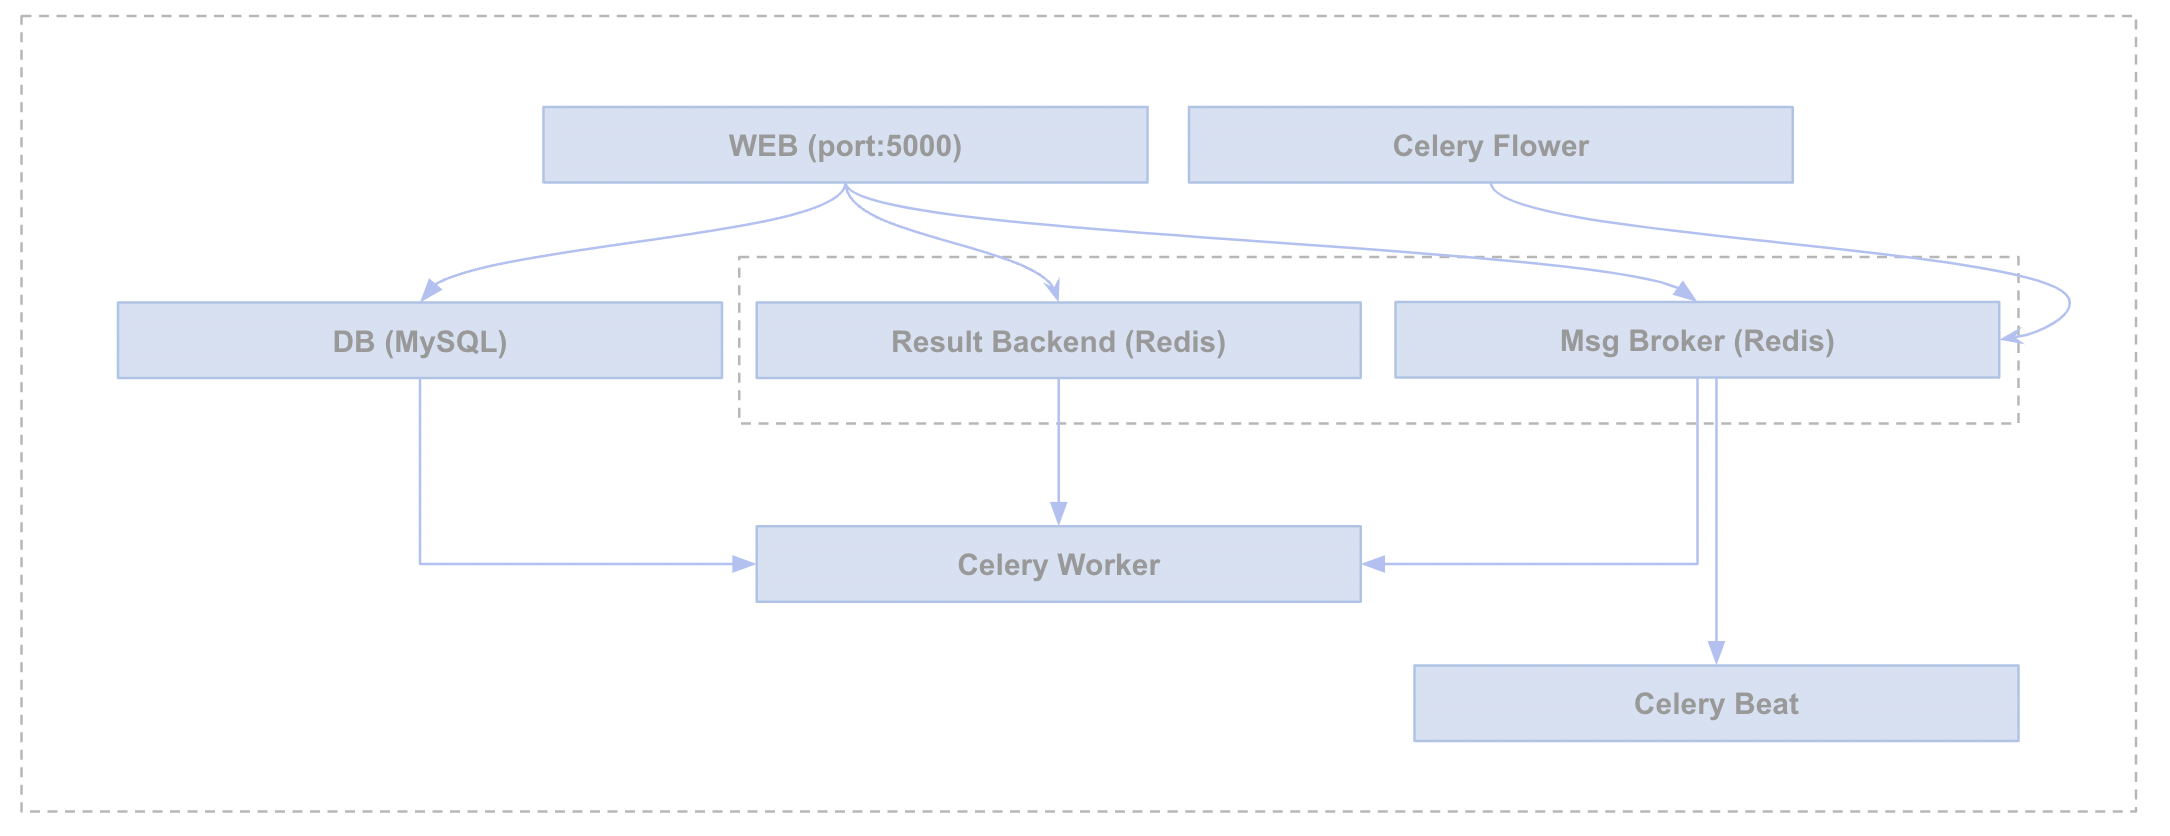 WEB (port:5000)
Celery Flower
DB (MySQL)
Result Backend (Redis)
Msg Broker (Redis)
Celery Worker
Celery Beat